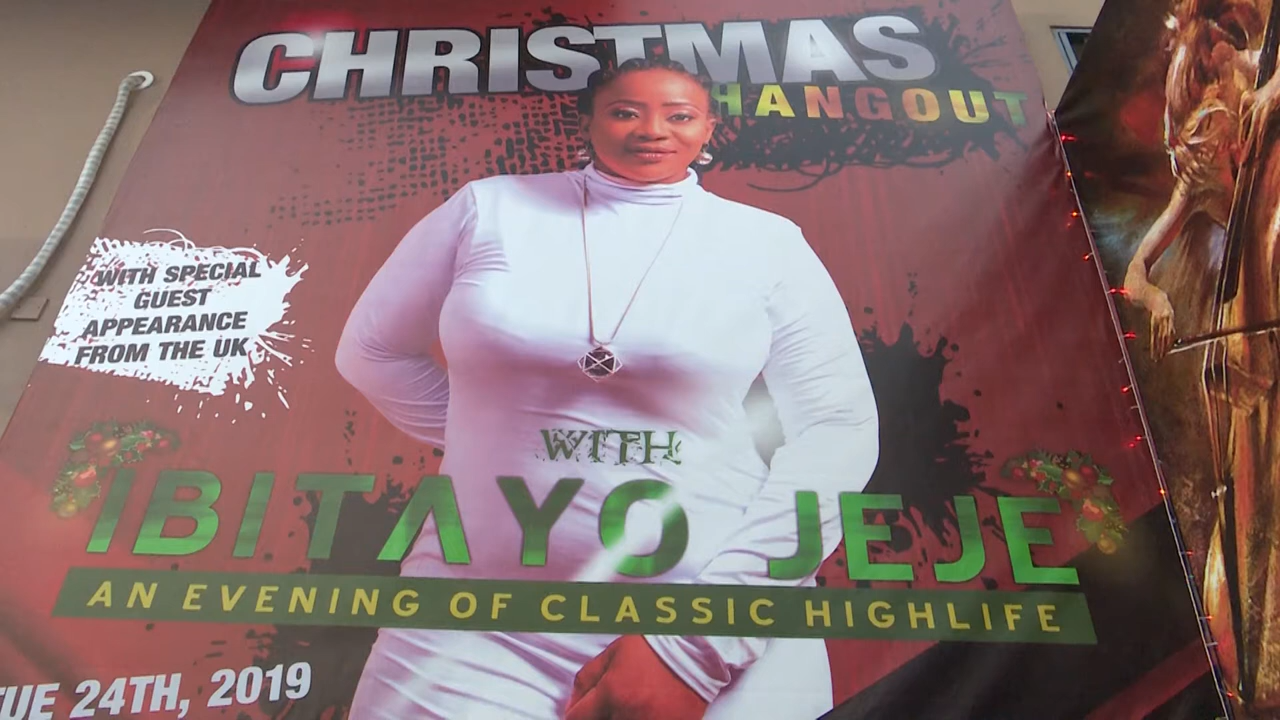 CHRISTMAS
HANGOUT
WITH SPECIAL
GUEST
APPEARANCE
FROM THE UK
WITH
IBITAYO JEJE
AN EVENING OF CLASSIC HIGHLIFE
TUE 24TH, 2019